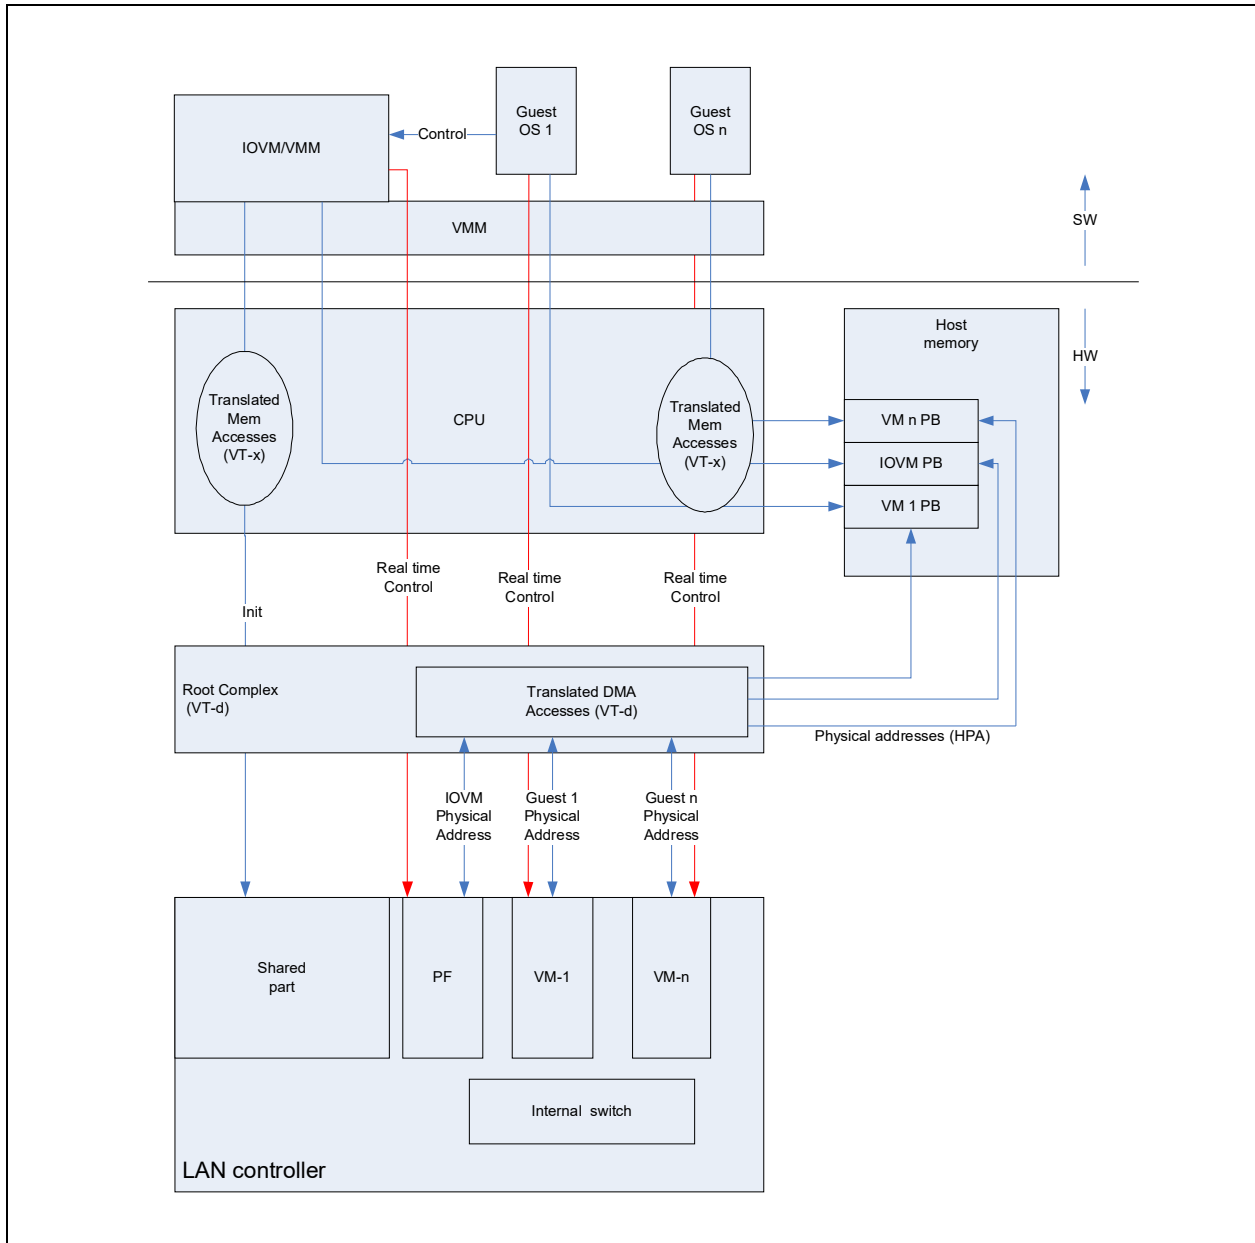 Guest
OS 1
Guest
OS n
Control
IOVM/VMM
SW
VMM
Host
memory
HW
Translated
Mem
Accesses
(VT-x)
CPU
Translated
Mem
Accesses
(VT-x)
VM n PB
IOVM PB
VM 1 PB
Real time
Control
Real time
Control
Real time
Control
Init
Root Complex
(VT-d)
Translated DMA
Accesses (VT-d)
Physical addresses (HPA)
IOVM
Physical
Address
Guest 1
Physical
Address
Guest n
Physical
Address
Shared
part
PF
VM-1
VM-n
Internal switch
LAN controller